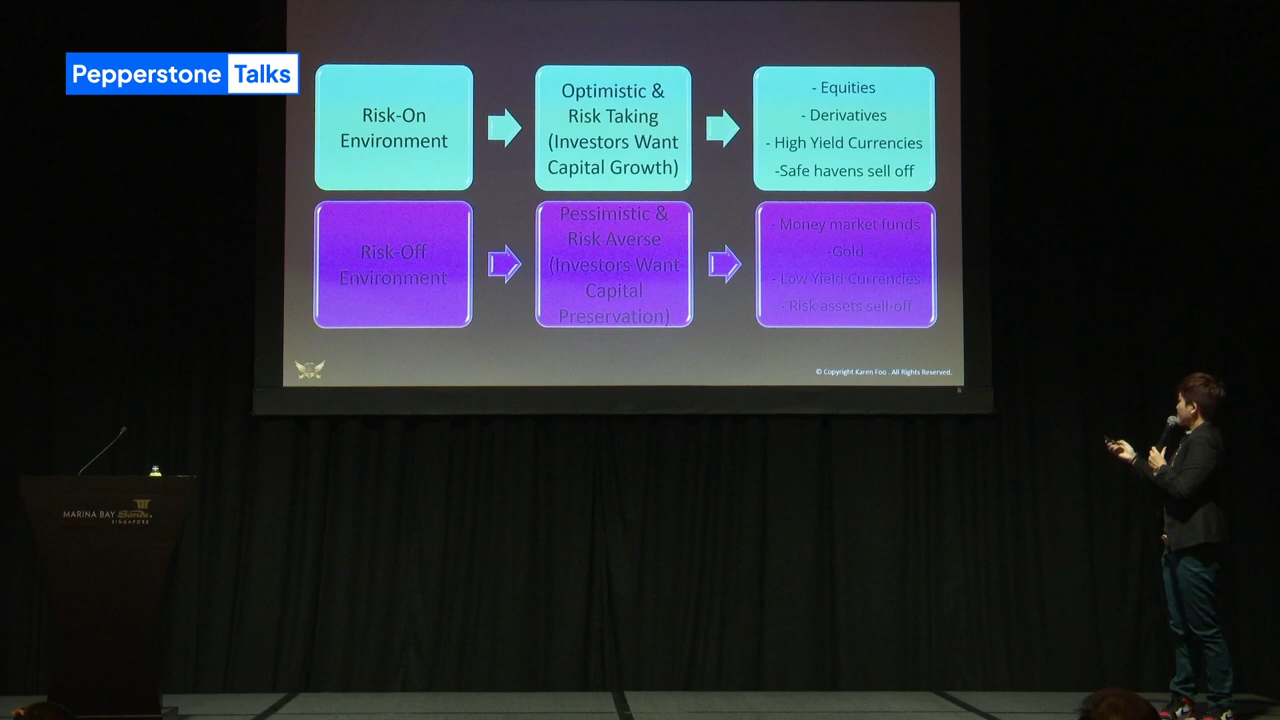 Pepperstone Talks
Risk-On
Environment
Optimistic &
Risk Taking
(Investors Want
Capital Growth)
- Equities
- Derivatives
- High Yield Currencies
-Safe havens sell off
Risk-Off
Environment
Pessimistic &
Risk Averse
(Investors Want
Capital
Preservation)
- Money market funds
-Gold
- Low Yield Currencies
- Risk assets sell-off
© Copyright Karen Foo . All Rights Reserved.
MARINA BAY Sands.
SINGAPORE